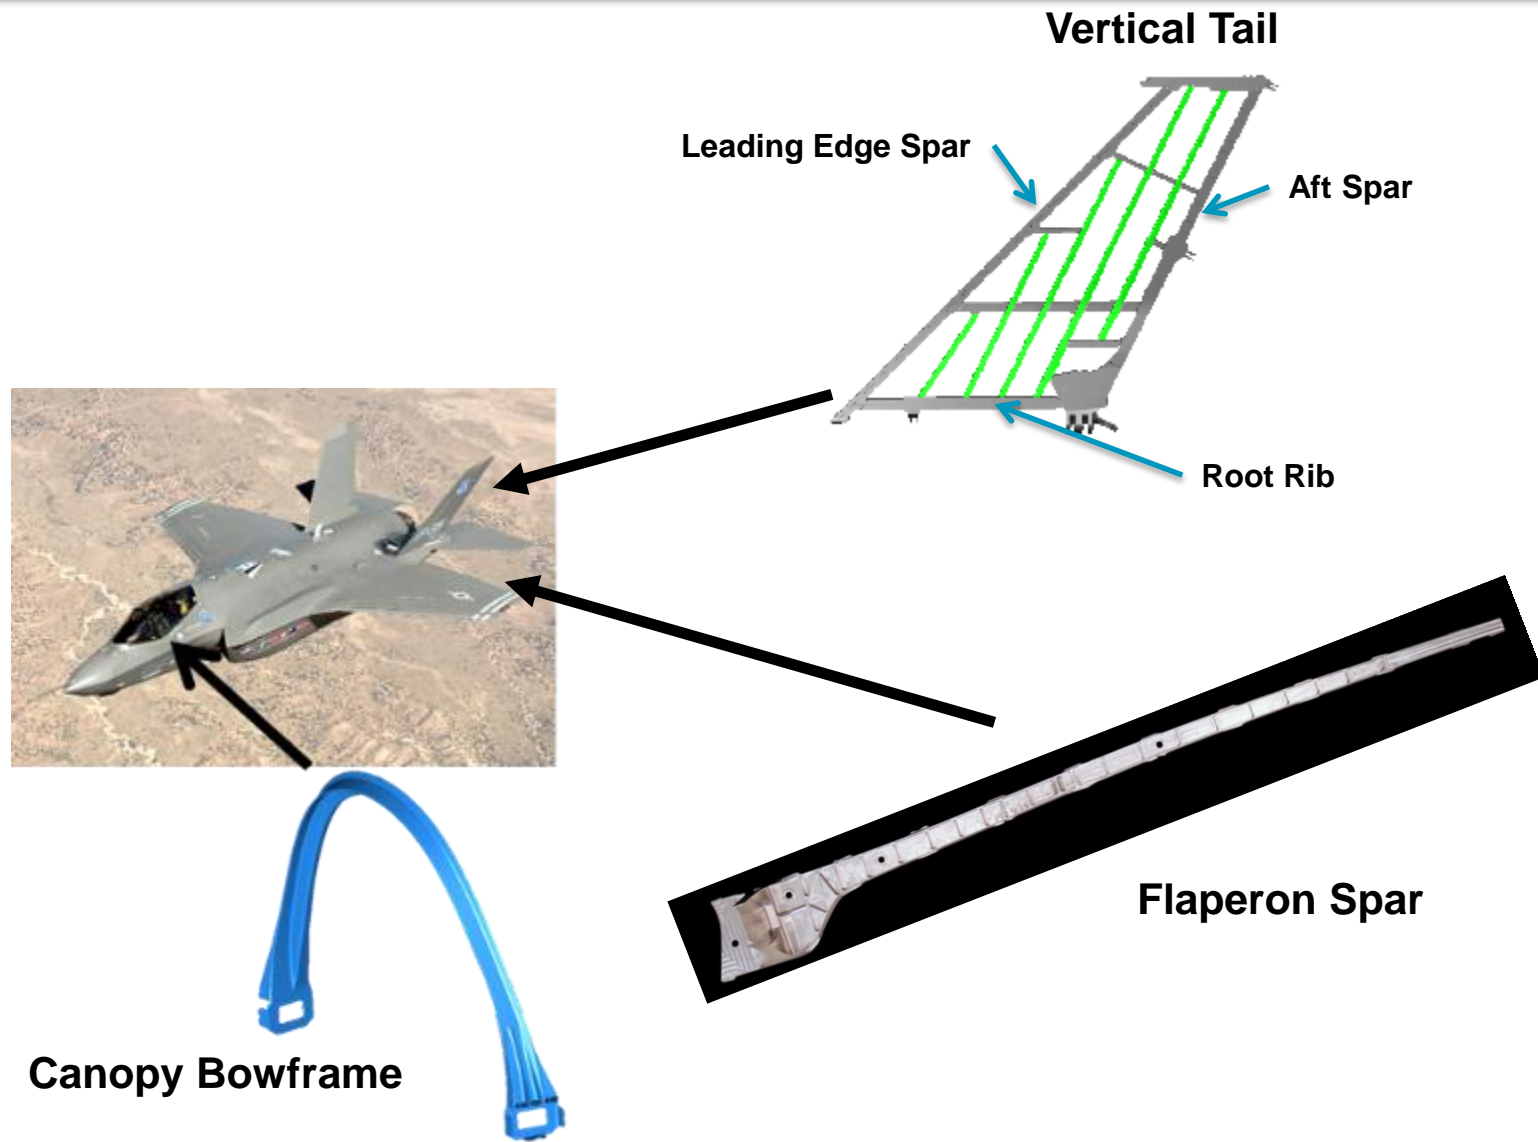 Vertical Tail
Leading Edge Spar
Aft Spar
Root Rib
Flaperon Spar
Canopy Bowframe